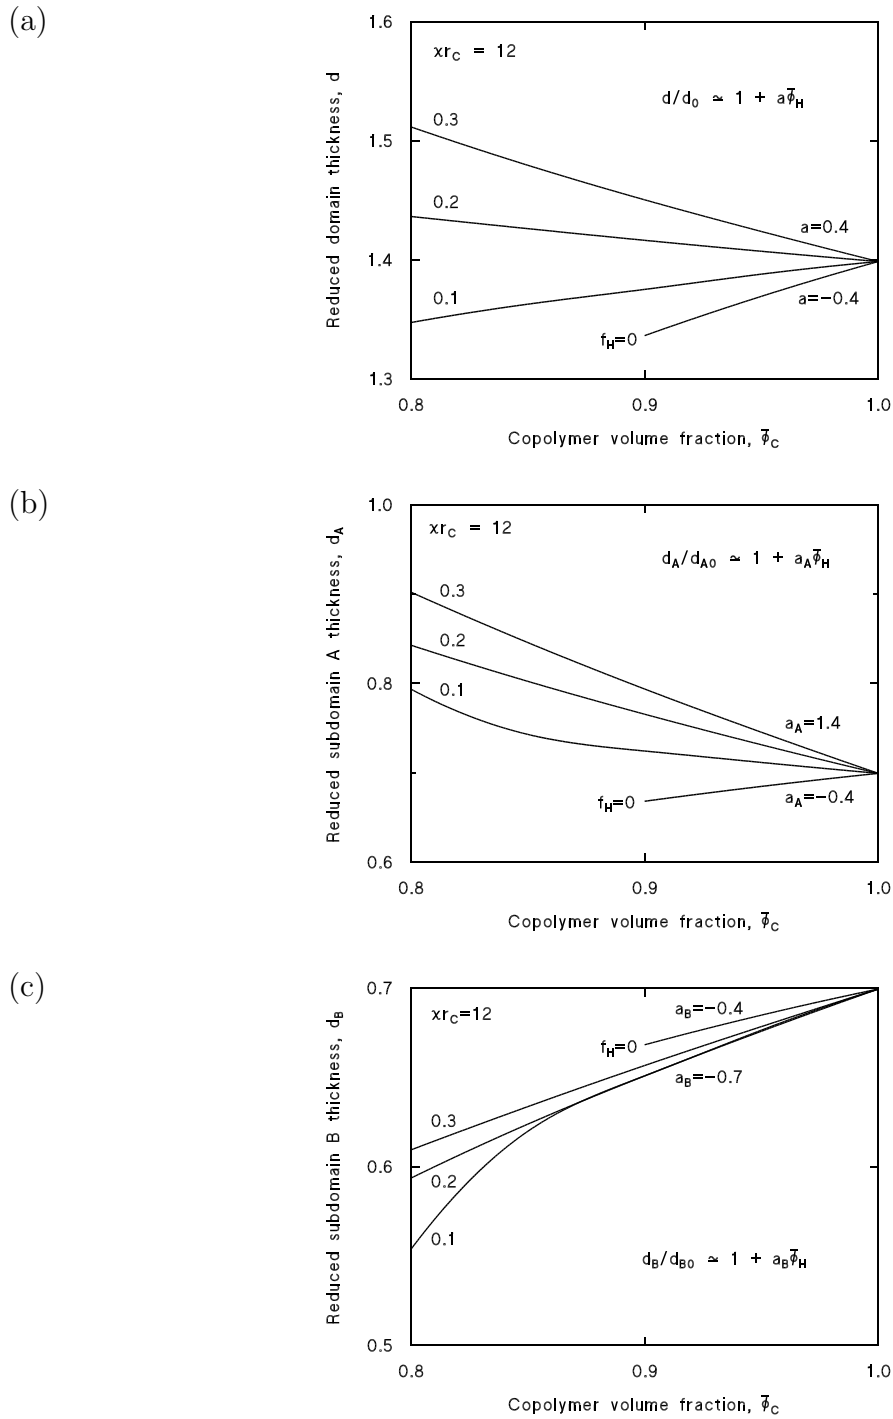 (a)
1.6
1.5
1.4
1.3
Reduced domain thickness, d
χr_C = 12
d/d_0 ≃ 1 + aφ̅_H
0.3
0.2
0.1
f_H=0
a=0.4
a=−0.4
0.8
0.9
1.0
Copolymer volume fraction, φ̅_C
(b)
1.0
0.8
0.6
Reduced subdomain A thickness, d_A
χr_C = 12
d_A/d_A0 ≃ 1 + a_Aφ̅_H
0.3
0.2
0.1
f_H=0
a_A=1.4
a_A=−0.4
0.8
0.9
1.0
Copolymer volume fraction, φ̅_C
(c)
0.7
0.6
0.5
Reduced subdomain B thickness, d_B
χr_C=12
a_B=−0.4
f_H=0
a_B=−0.7
0.3
0.2
0.1
d_B/d_B0 ≃ 1 + a_Bφ̅_H
0.8
0.9
1.0
Copolymer volume fraction, φ̅_C